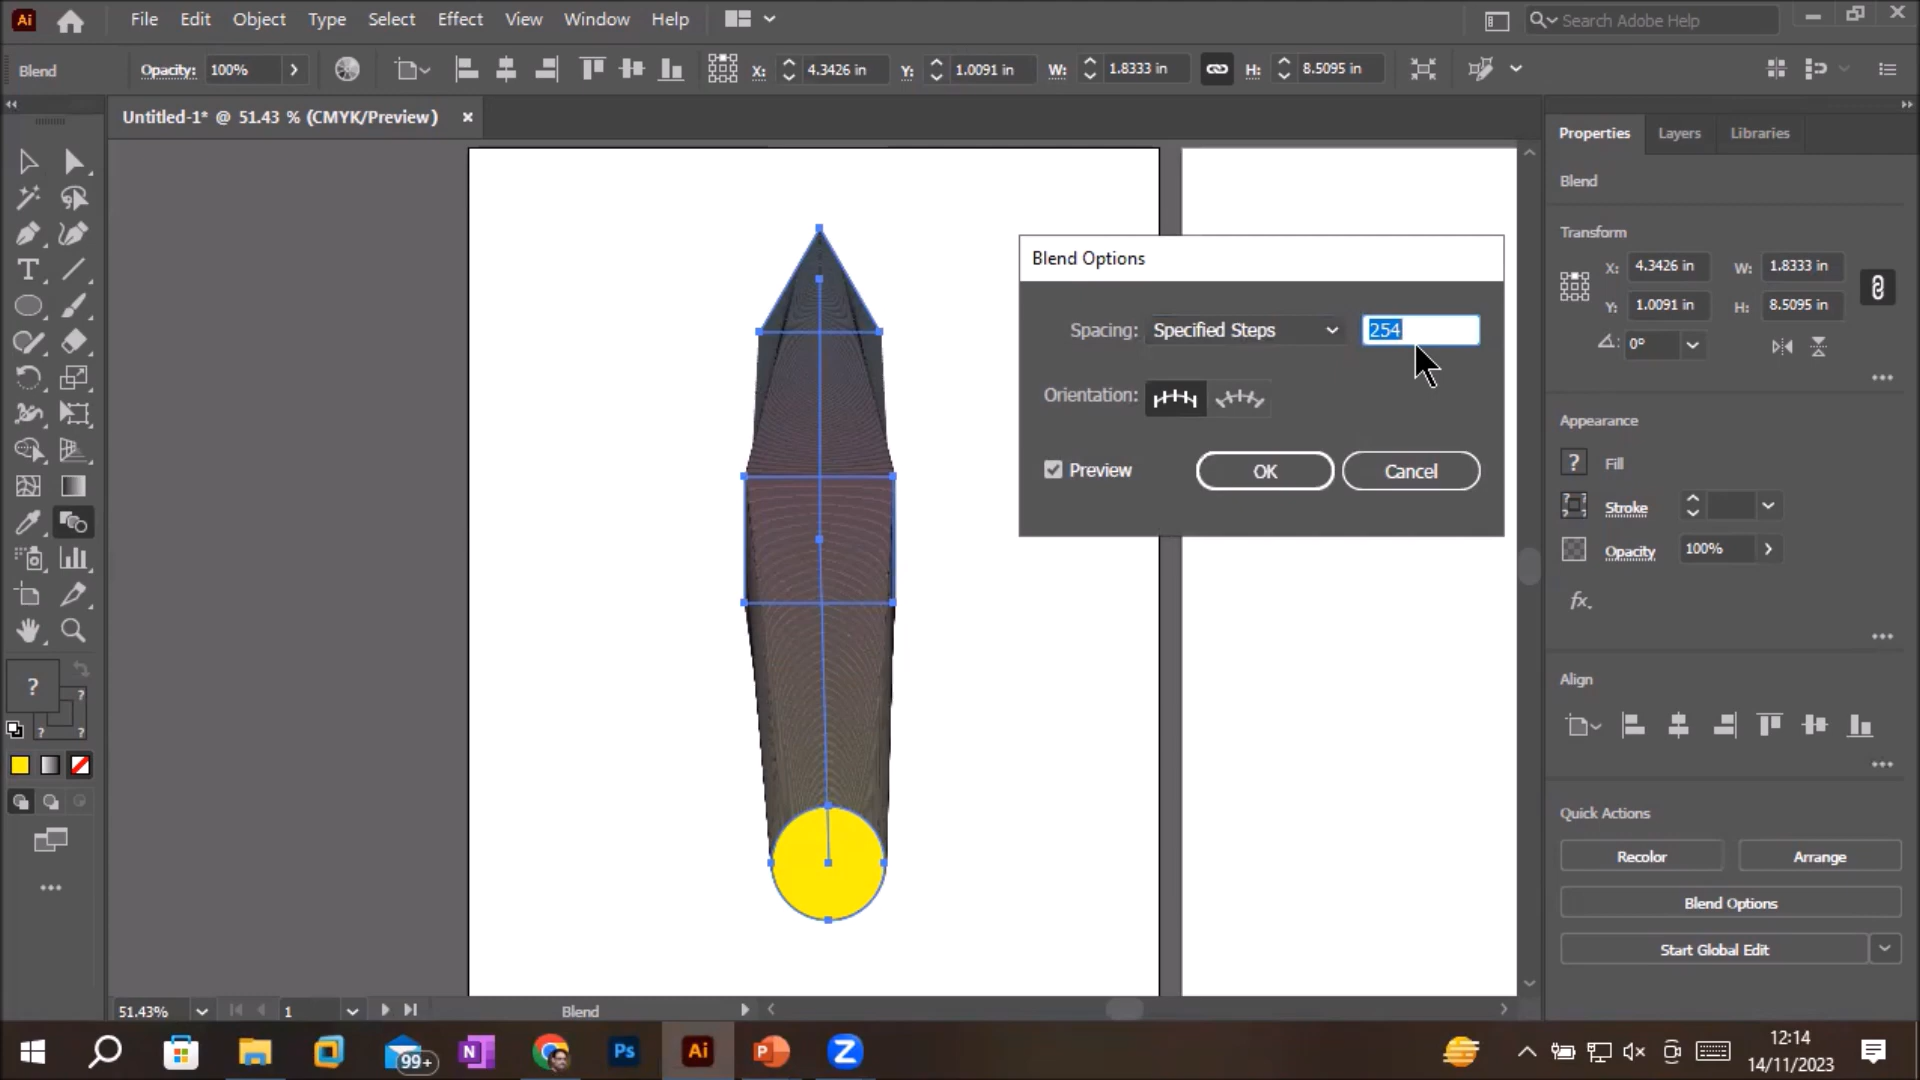 Ai File Edit Object Type Select Effect View Window Help Search Adobe Help
Blend Opacity: 100% X: 4.3426 in Y: 1.0091 in W: 1.8333 in H: 8.5095 in
Untitled-1* @ 51.43 % (CMYK/Preview) ×
Properties Layers Libraries
Blend
Transform
X: 4.3426 in W: 1.8333 in
Y: 1.0091 in H: 8.5095 in
0°
Appearance
? Fill
Stroke
Opacity 100%
fx.
Align
Quick Actions
Recolor Arrange
Blend Options
Start Global Edit
Blend Options
Spacing: Specified Steps 254
Orientation:
Preview OK Cancel
T
?
? ? ?
51.43% 1 Blend
99+ N Ps Ai P Z
12:14
14/11/2023